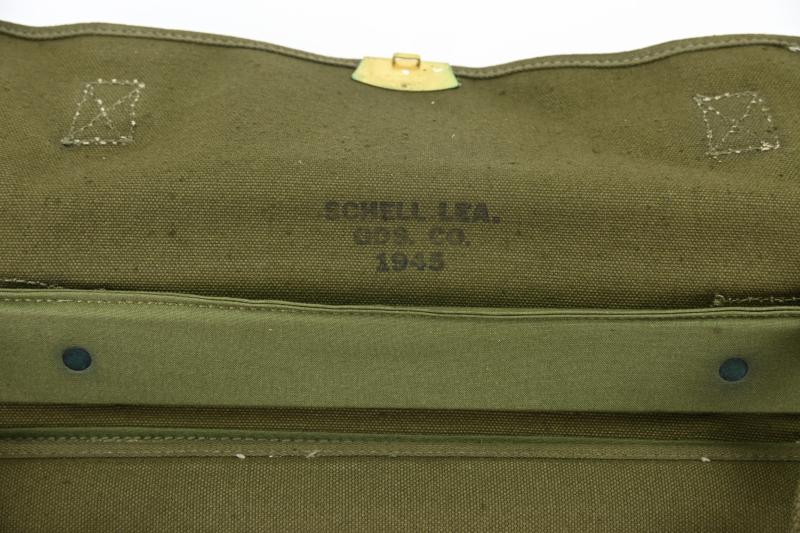 SCHELL LEA.
GDS. CO.
1945